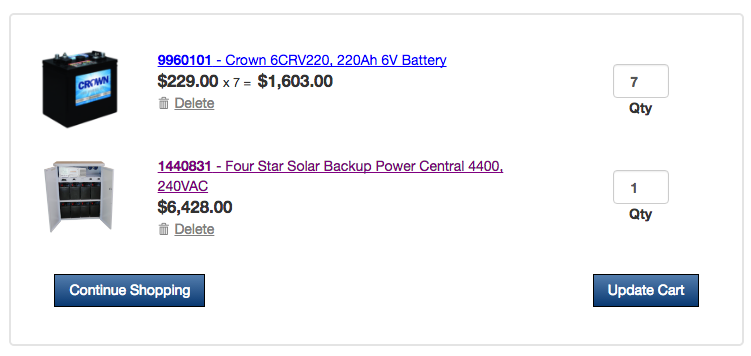 CROWN
9960101 - Crown 6CRV220, 220Ah 6V Battery
$229.00 x 7 = $1,603.00
Delete
7
Qty
1440831 - Four Star Solar Backup Power Central 4400,
240VAC
$6,428.00
Delete
1
Qty
Continue Shopping
Update Cart